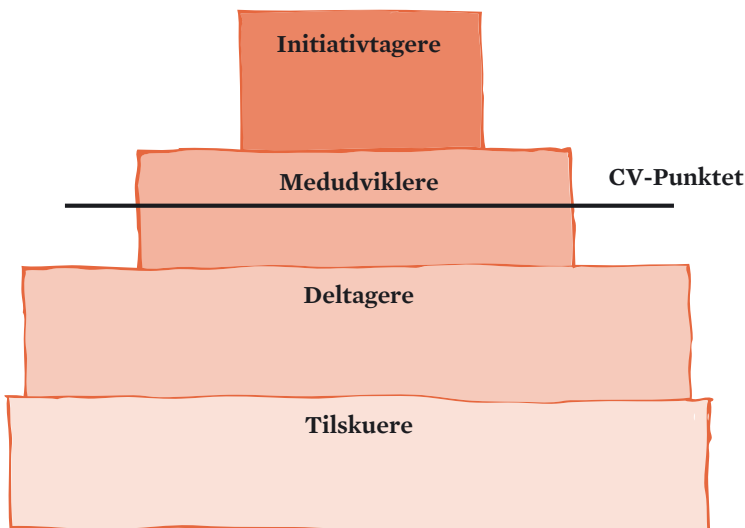 Initiativtagere
Medudviklere
CV-Punktet
Deltagere
Tilskuere